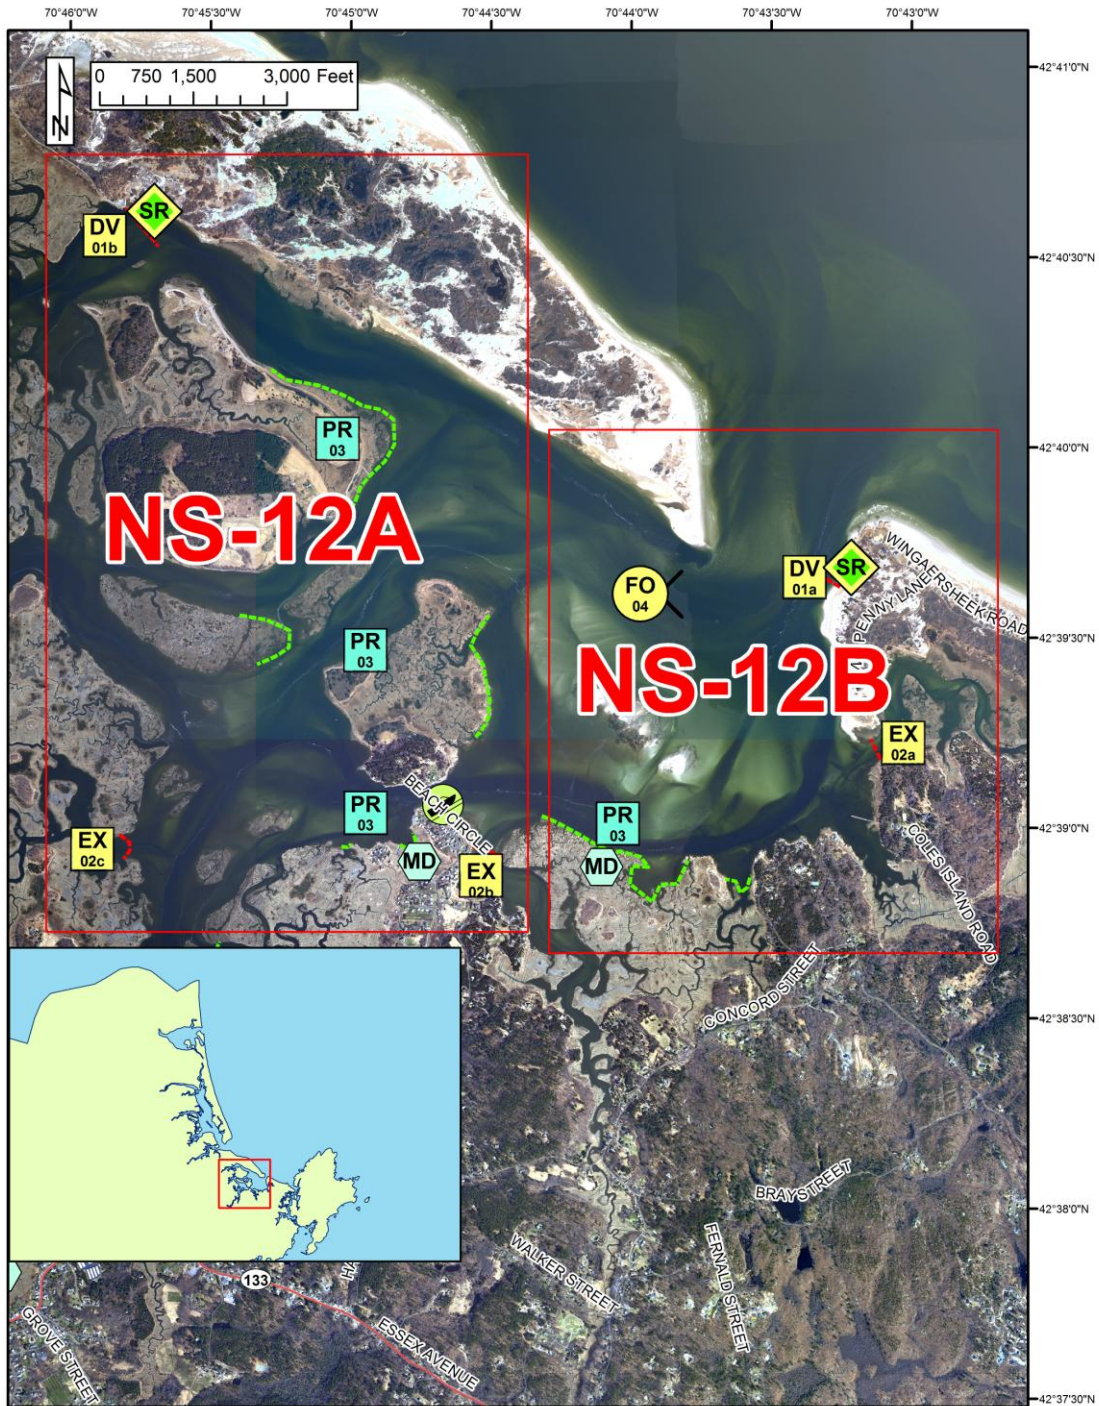 70°46'0"W 70°45'30"W 70°45'0"W 70°44'30"W 70°44'0"W 70°43'30"W 70°43'0"W
42°41'0"N
0 750 1,500 3,000 Feet
N
SR
DV
01b
42°40'30"N
PR
03
42°40'0"N
NS-12A
WINGAERSHEEK ROAD
FO
04
DV
01a
SR
PENNY LANE
42°39'30"N
PR
03
NS-12B
EX
02a
BEACH CIRCLE
PR
03
PR
03
42°39'0"N
EX
02c
MD
EX
02b
MD
COLES ISLAND ROAD
CONCORD STREET
42°38'30"N
BRAY STREET
42°38'0"N
WALKER STREET
FERNALD STREET
133
GROVE STREET
ESSEX AVENUE
42°37'30"N